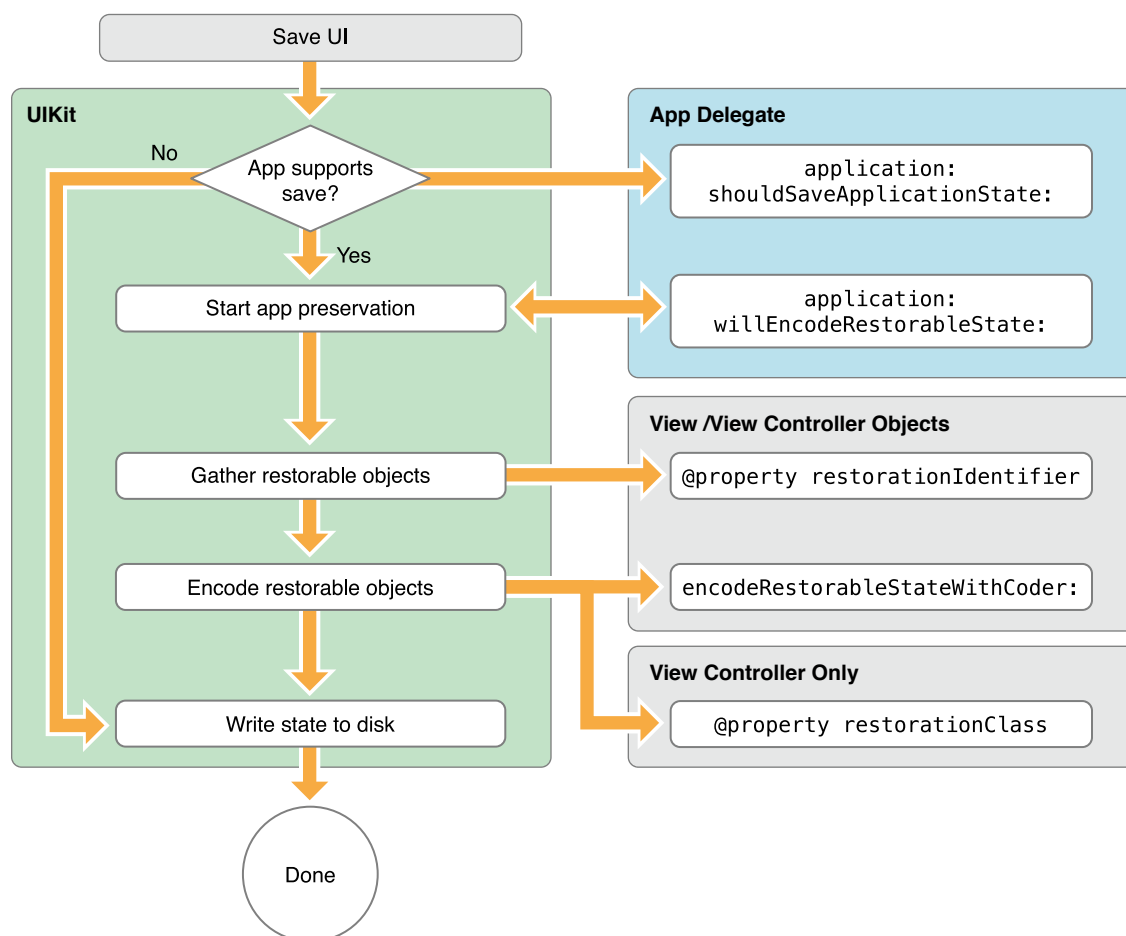 Save UI
UIKit
No
App supports
save?
Yes
Start app preservation
Gather restorable objects
Encode restorable objects
Write state to disk
Done
App Delegate
application:
shouldSaveApplicationState:
application:
willEncodeRestorableState:
View /View Controller Objects
@property restorationIdentifier
encodeRestorableStateWithCoder:
View Controller Only
@property restorationClass